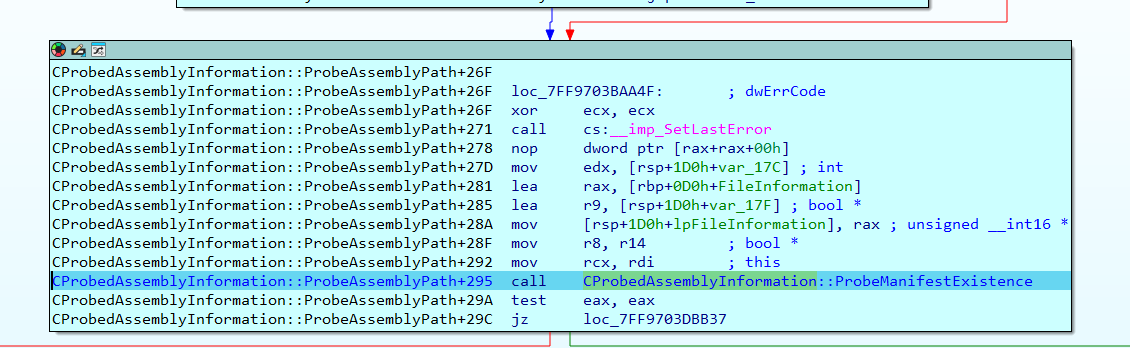 CProbedAssemblyInformation::ProbeAssemblyPath+26F
CProbedAssemblyInformation::ProbeAssemblyPath+26F loc_7FF9703BAA4F: ; dwErrCode
CProbedAssemblyInformation::ProbeAssemblyPath+26F xor ecx, ecx
CProbedAssemblyInformation::ProbeAssemblyPath+271 call cs:__imp_SetLastError
CProbedAssemblyInformation::ProbeAssemblyPath+278 nop dword ptr [rax+rax+00h]
CProbedAssemblyInformation::ProbeAssemblyPath+27D mov edx, [rsp+1D0h+var_17C] ; int
CProbedAssemblyInformation::ProbeAssemblyPath+281 lea rax, [rbp+0D0h+FileInformation]
CProbedAssemblyInformation::ProbeAssemblyPath+285 lea r9, [rsp+1D0h+var_17F] ; bool *
CProbedAssemblyInformation::ProbeAssemblyPath+28A mov [rsp+1D0h+lpFileInformation], rax ; unsigned __int16 *
CProbedAssemblyInformation::ProbeAssemblyPath+28F mov r8, r14 ; bool *
CProbedAssemblyInformation::ProbeAssemblyPath+292 mov rcx, rdi ; this
CProbedAssemblyInformation::ProbeAssemblyPath+295 call CProbedAssemblyInformation::ProbeManifestExistence
CProbedAssemblyInformation::ProbeAssemblyPath+29A test eax, eax
CProbedAssemblyInformation::ProbeAssemblyPath+29C jz loc_7FF9703DBB37